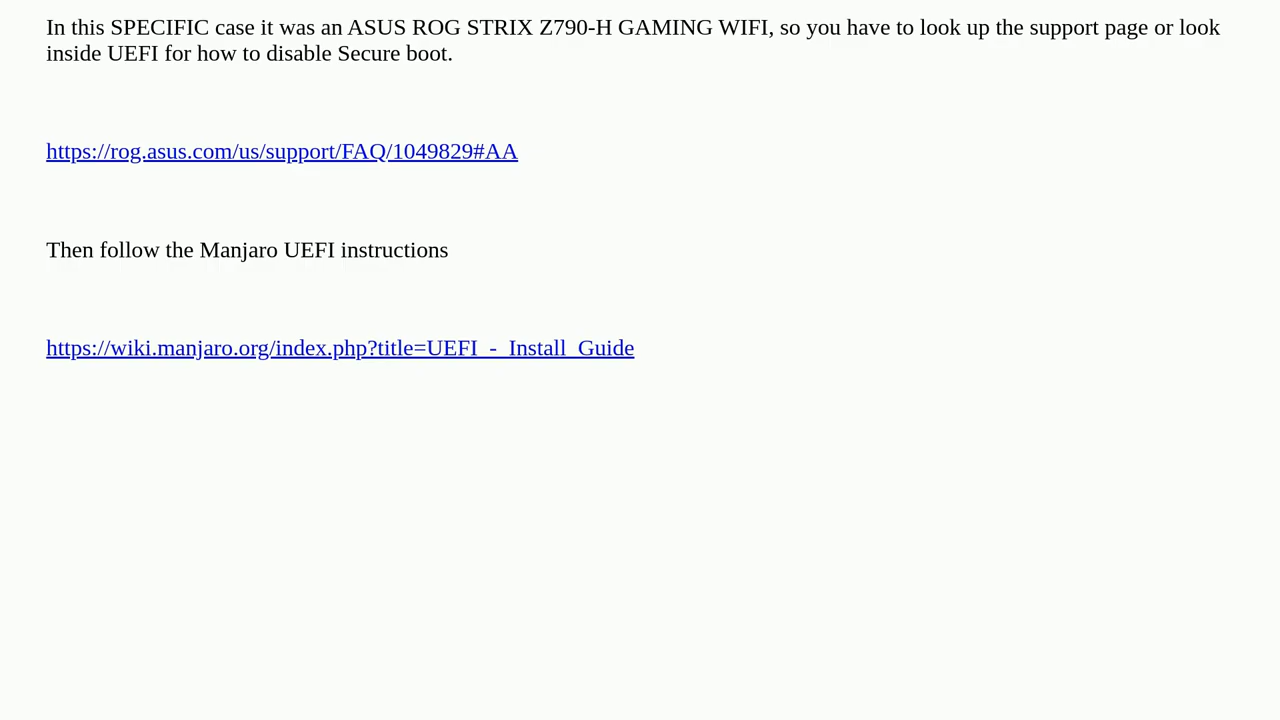 In this SPECIFIC case it was an ASUS ROG STRIX Z790-H GAMING WIFI, so you have to look up the support page or look
inside UEFI for how to disable Secure boot.
https://rog.asus.com/us/support/FAQ/1049829#AA
Then follow the Manjaro UEFI instructions
https://wiki.manjaro.org/index.php?title=UEFI_-_Install_Guide